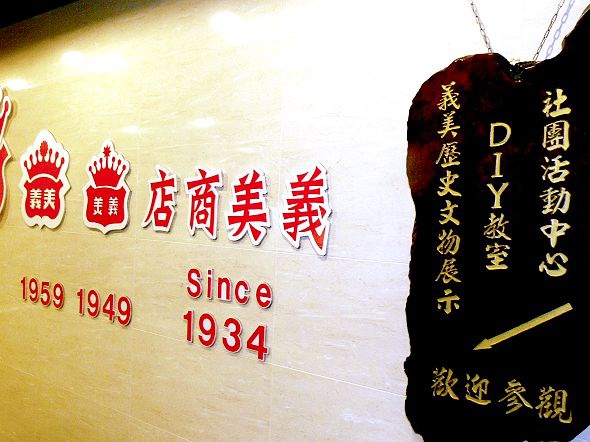 義美商店
Since
1934
義美
1949
義美
1959
社團活動中心
DIY教室
義美歷史文物展示
歡迎參觀